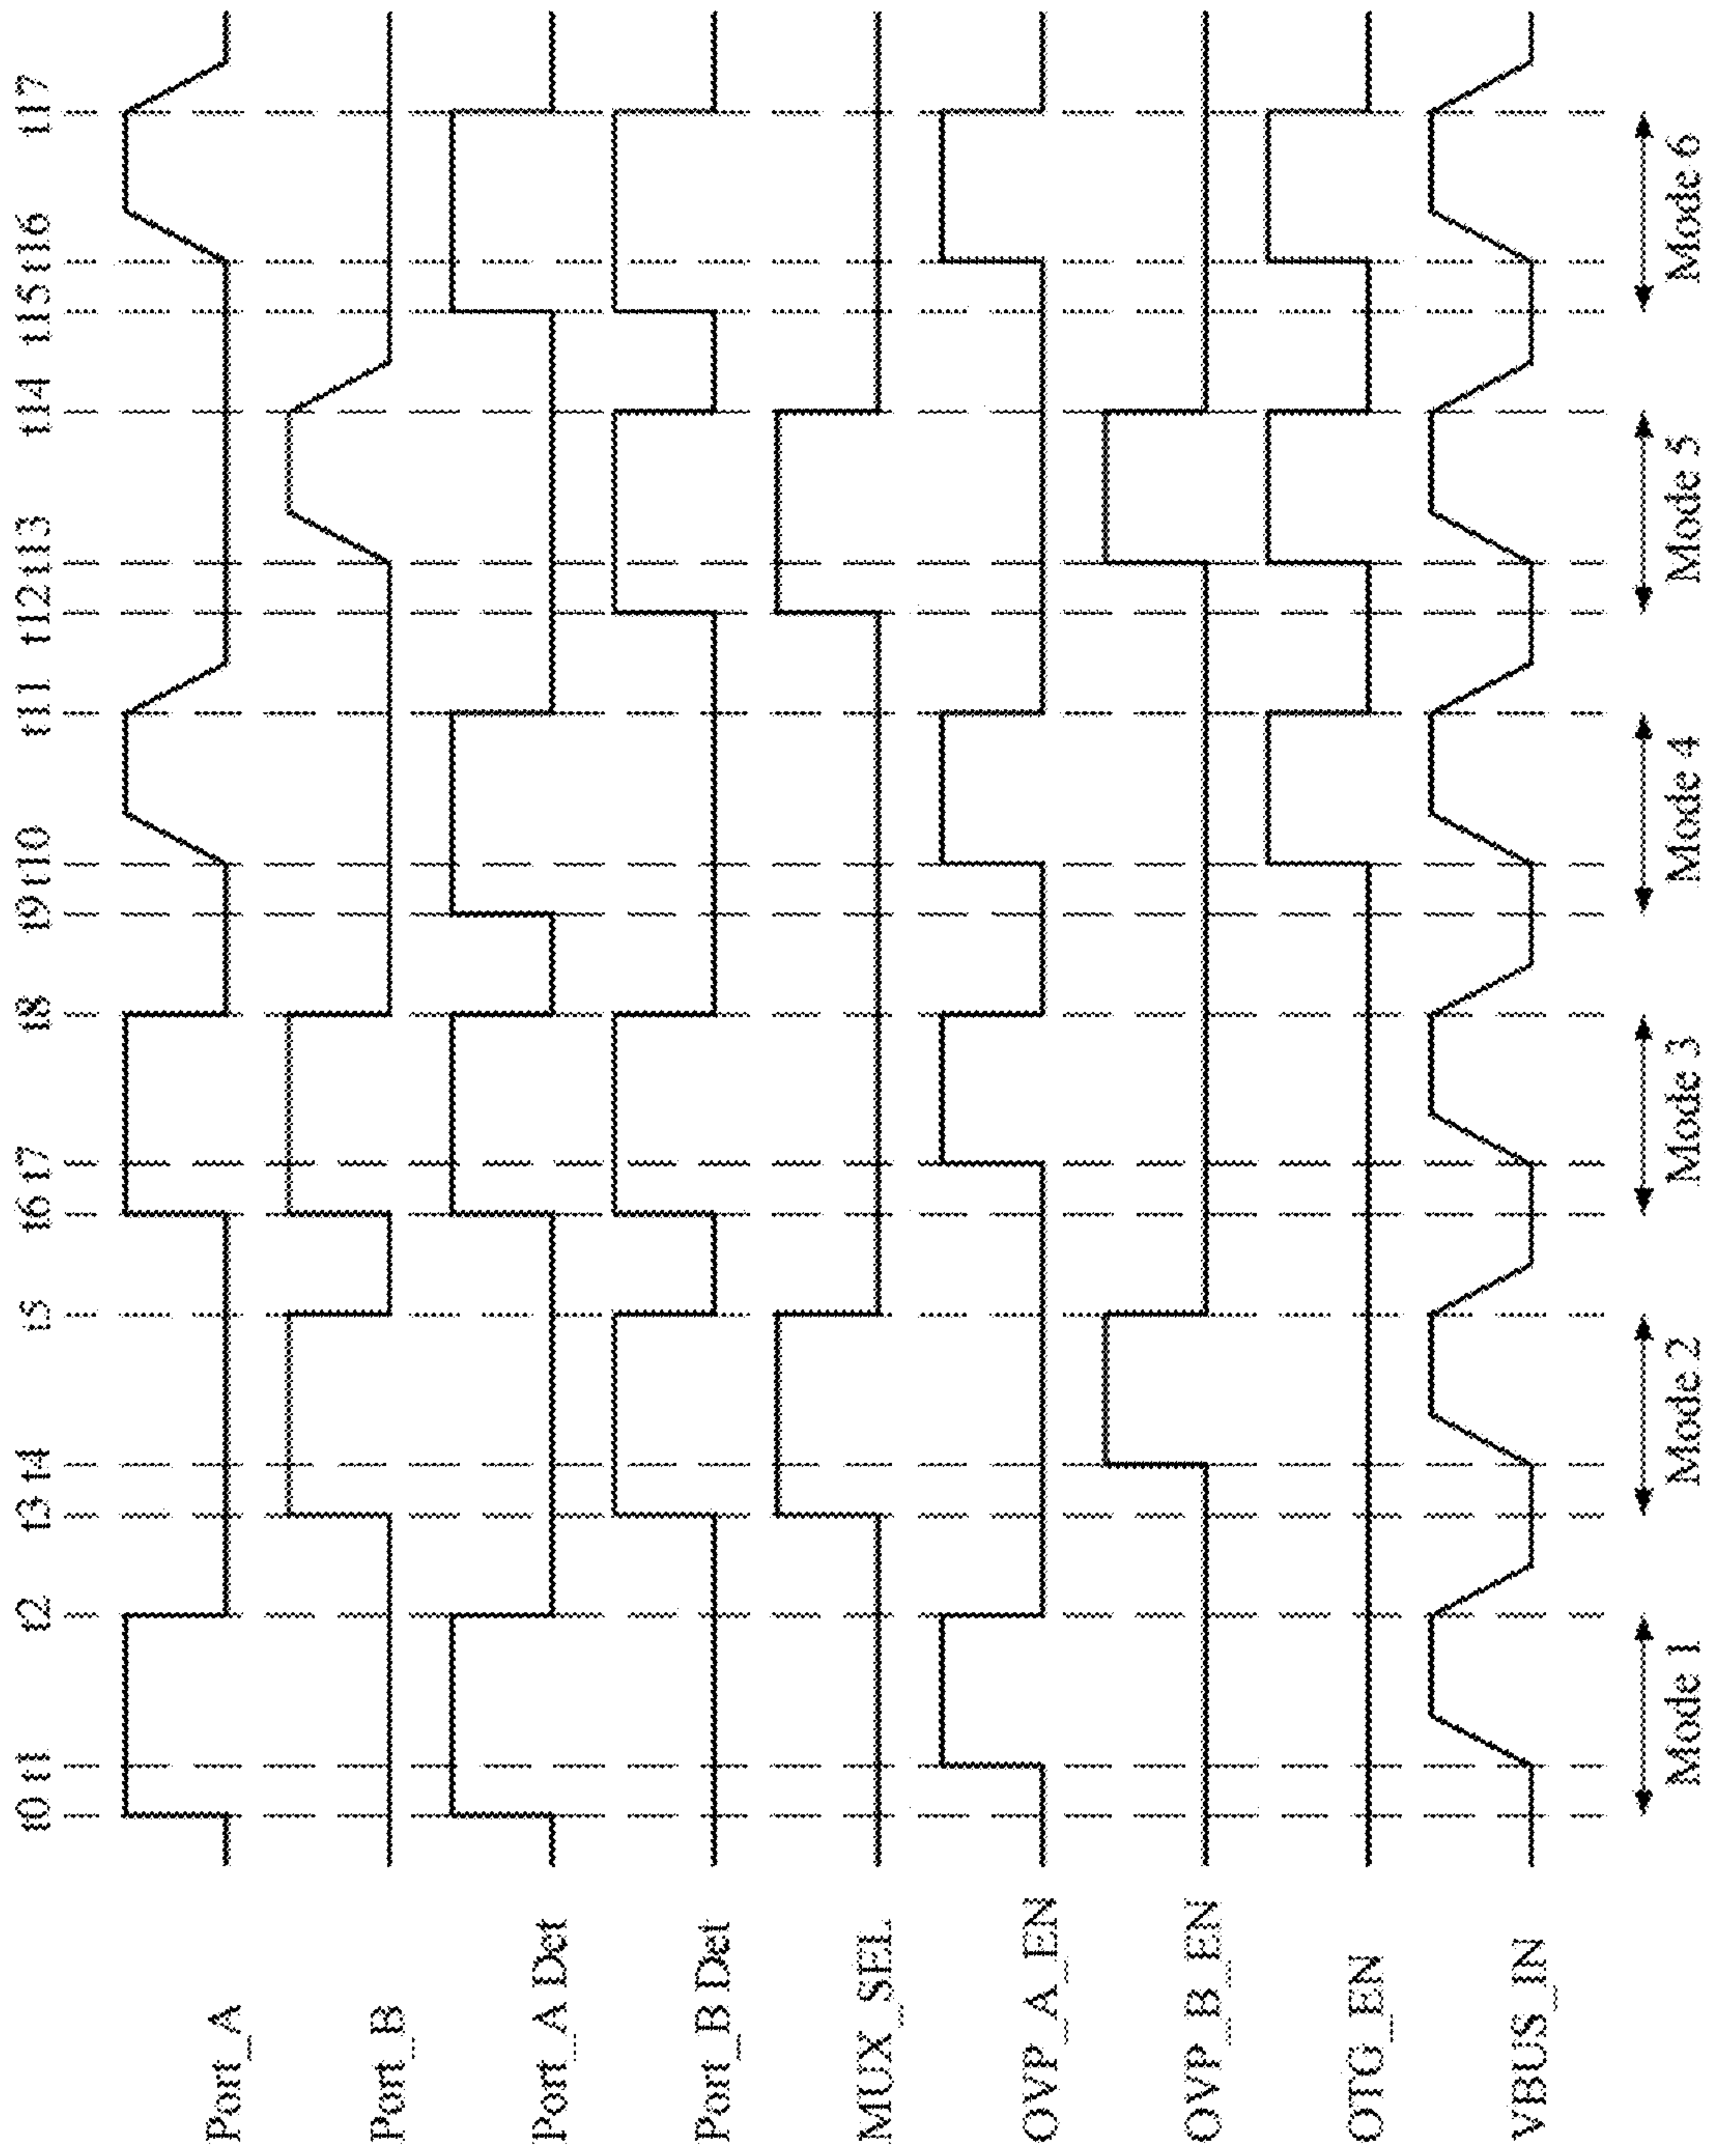 t0 t1 t2 t3 t4 t5 t6 t7 t8 t9 t10 t11 t12 t13 t14 t15 t16 t17
Port_A
Port_B
Port_A Det
Port_B Det
MUX_SEL
OVP_A_EN
OVP_B_EN
OTG_EN
VBUS_IN
Mode 1 Mode 2 Mode 3 Mode 4 Mode 5 Mode 6